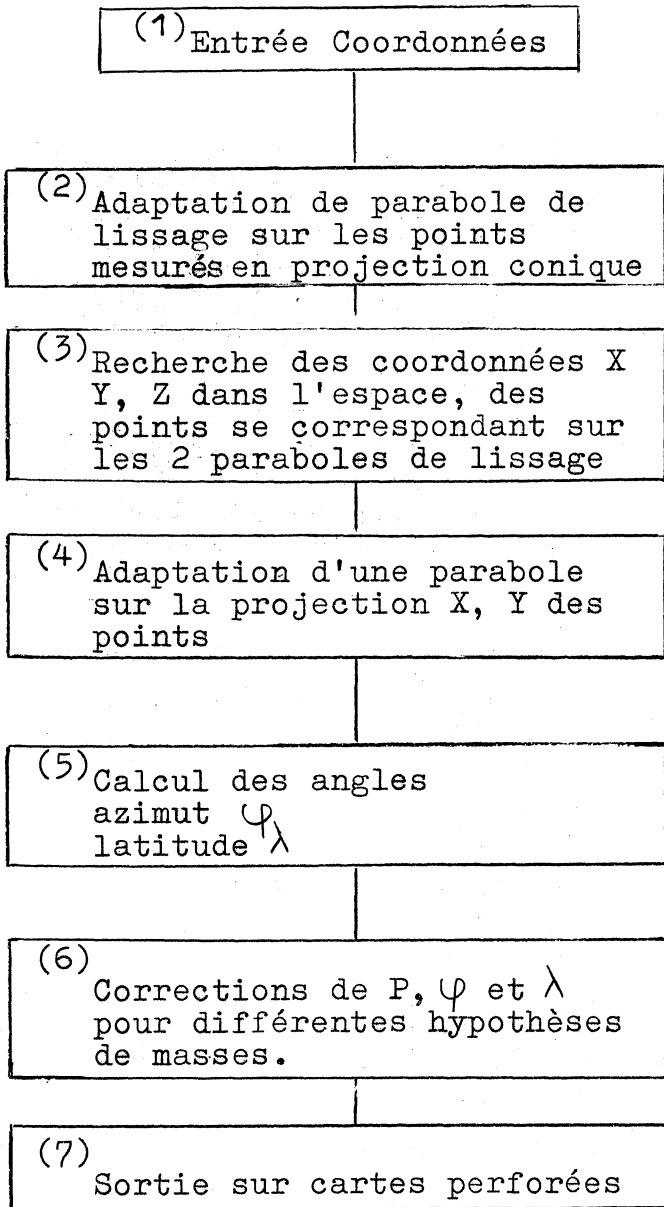 (1) Entrée Coordonnées
(2) Adaptation de parabole de
lissage sur les points
mesurés en projection conique
(3) Recherche des coordonnées X
Y, Z dans l'espace, des
points se correspondant sur
les 2 paraboles de lissage
(4) Adaptation d'une parabole
sur la projection X, Y des
points
(5) Calcul des angles
azimut φ
latitude λ
(6)
Corrections de P, φ et λ
pour différentes hypothèses
de masses.
(7)
Sortie sur cartes perforées